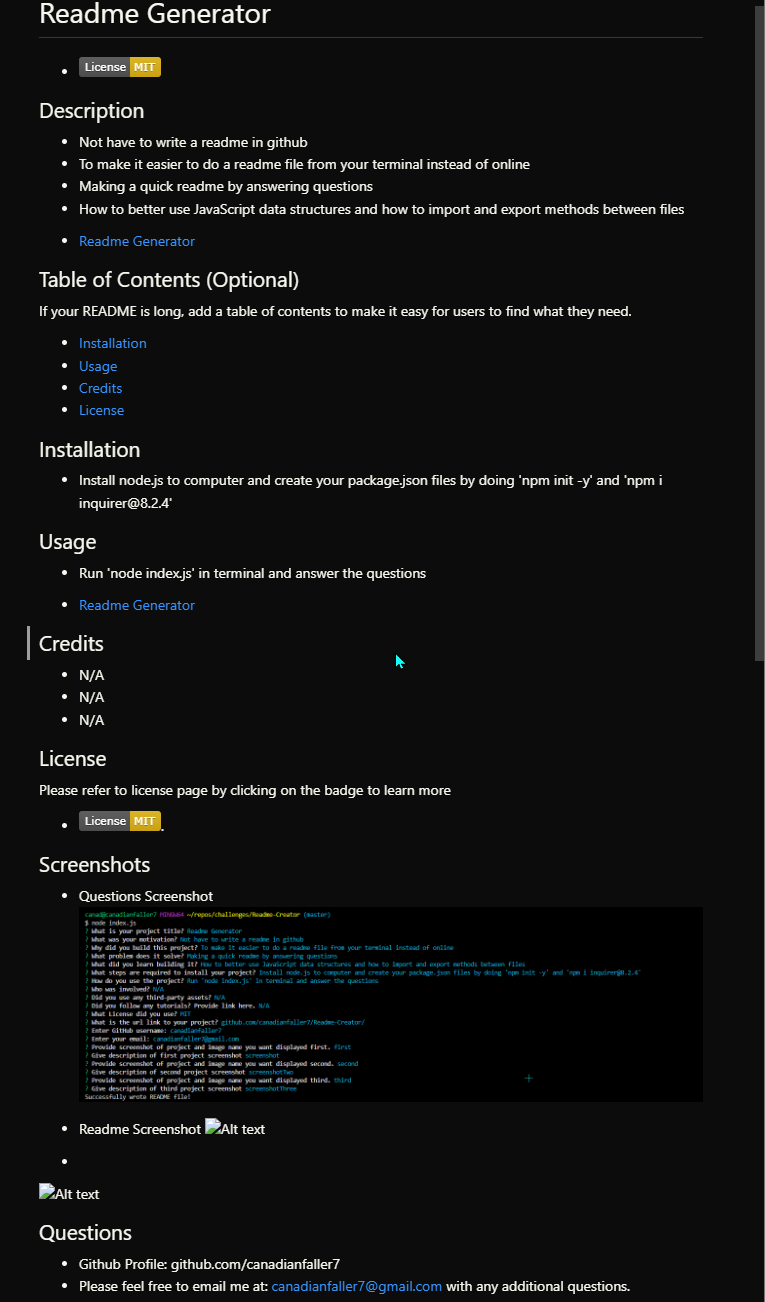 Readme Generator
License MIT
Description
Not have to write a readme in github
To make it easier to do a readme file from your terminal instead of online
Making a quick readme by answering questions
How to better use JavaScript data structures and how to import and export methods between files
Readme Generator
Table of Contents (Optional)
If your README is long, add a table of contents to make it easy for users to find what they need.
Installation
Usage
Credits
License
Installation
Install node.js to computer and create your package.json files by doing 'npm init -y' and 'npm i
inquirer@8.2.4'
Usage
Run 'node index.js' in terminal and answer the questions
Readme Generator
Credits
N/A
N/A
N/A
License
Please refer to license page by clicking on the badge to learn more
License MIT.
Screenshots
Questions Screenshot
canad@canadianfaller7 MINGW64 ~/repos/challenges/Readme-Creator (master)
$ node index.js
? What is your project title? Readme Generator
? What was your motivation? Not have to write a readme in github
? Why did you build this project? To make it easier to do a readme file from your terminal instead of online
? What problem does it solve? Making a quick readme by answering questions
? What did you learn building it? How to better use JavaScript data structures and how to import and export methods between files
? What steps are required to install your project? Install node.js to computer and create your package.json files by doing 'npm init -y' and 'npm i inquirer@8.2.4'
? How do you use the project? Run 'node index.js' in terminal and answer the questions
? Who was involved? N/A
? Did you use any third-party assets? N/A
? Did you follow any tutorials? Provide link here. N/A
? What License did you use? MIT
? What is the url link to your project? github.com/canadianfaller7/Readme-Creator/
? Enter GitHub username: canadianfaller7
? Enter your email: canadianfaller7@gmail.com
? Provide screenshot of project and image name you want displayed first. first
? Give description of first project screenshot screenshot
? Provide screenshot of project and image name you want displayed second. second
? Give description of second project screenshot screenshotTwo
? Provide screenshot of project and image name you want displayed third. third
? Give description of third project screenshot screenshotThree
Successfully wrote README file!
Readme Screenshot Alt text
Alt text
Questions
Github Profile: github.com/canadianfaller7
Please feel free to email me at: canadianfaller7@gmail.com with any additional questions.